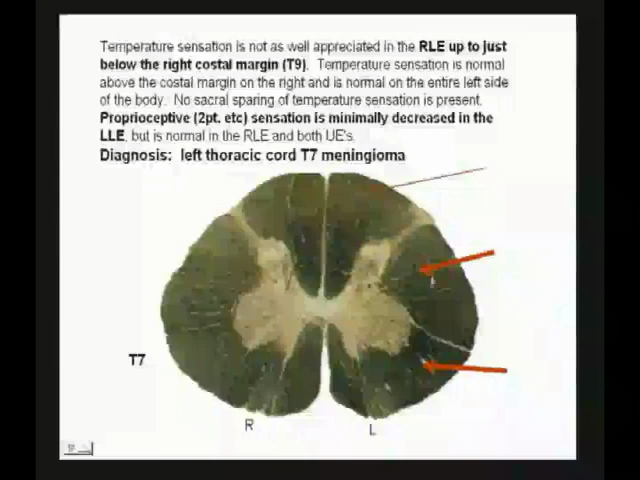 Temperature sensation is not as well appreciated in the RLE up to just
below the right costal margin (T9). Temperature sensation is normal
above the costal margin on the right and is normal on the entire left side
of the body. No sacral sparing of temperature sensation is present.
Proprioceptive (2pt. etc) sensation is minimally decreased in the
LLE, but is normal in the RLE and both UE's.
Diagnosis: left thoracic cord T7 meningioma
T7
R
L